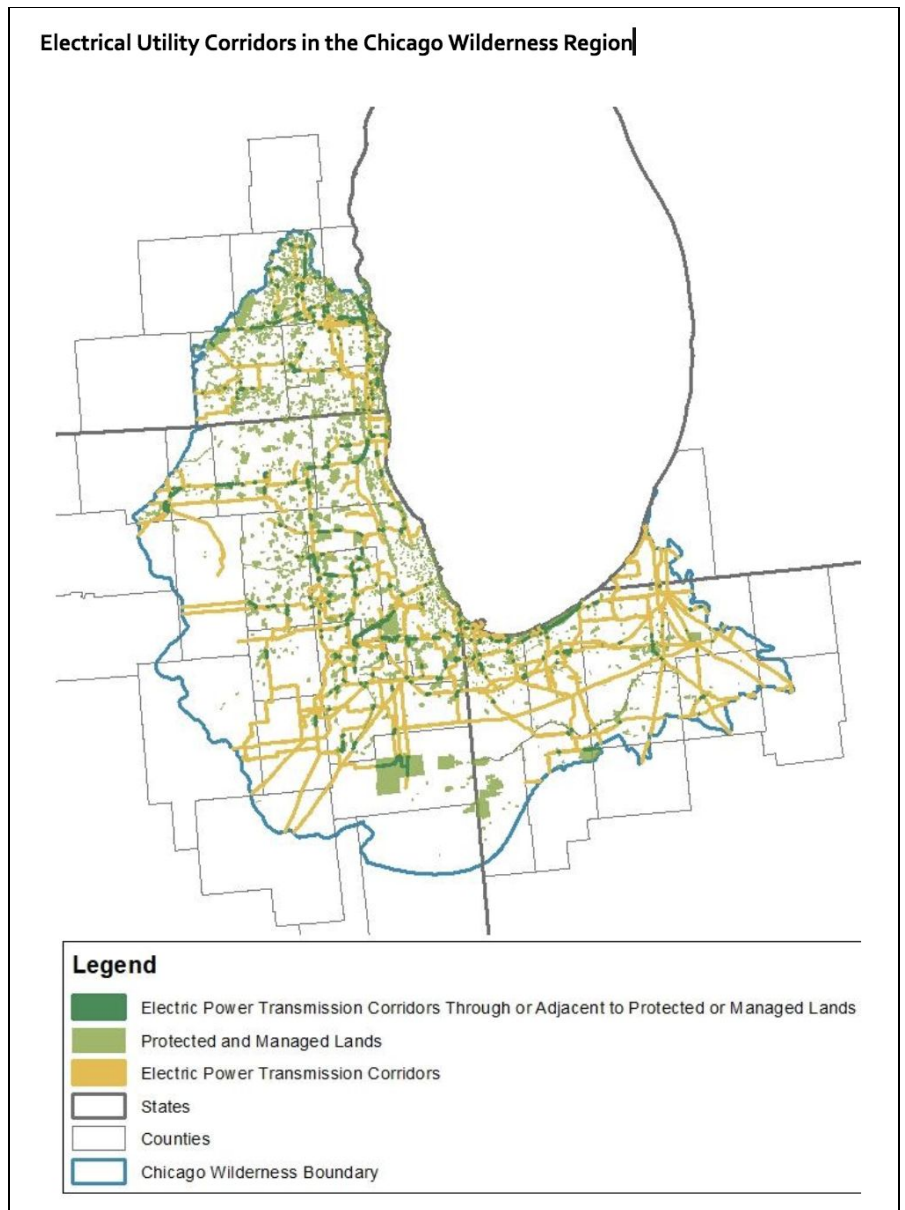 Electrical Utility Corridors in the Chicago Wilderness Region
Legend
Electric Power Transmission Corridors Through or Adjacent to Protected or Managed Lands
Protected and Managed Lands
Electric Power Transmission Corridors
States
Counties
Chicago Wilderness Boundary